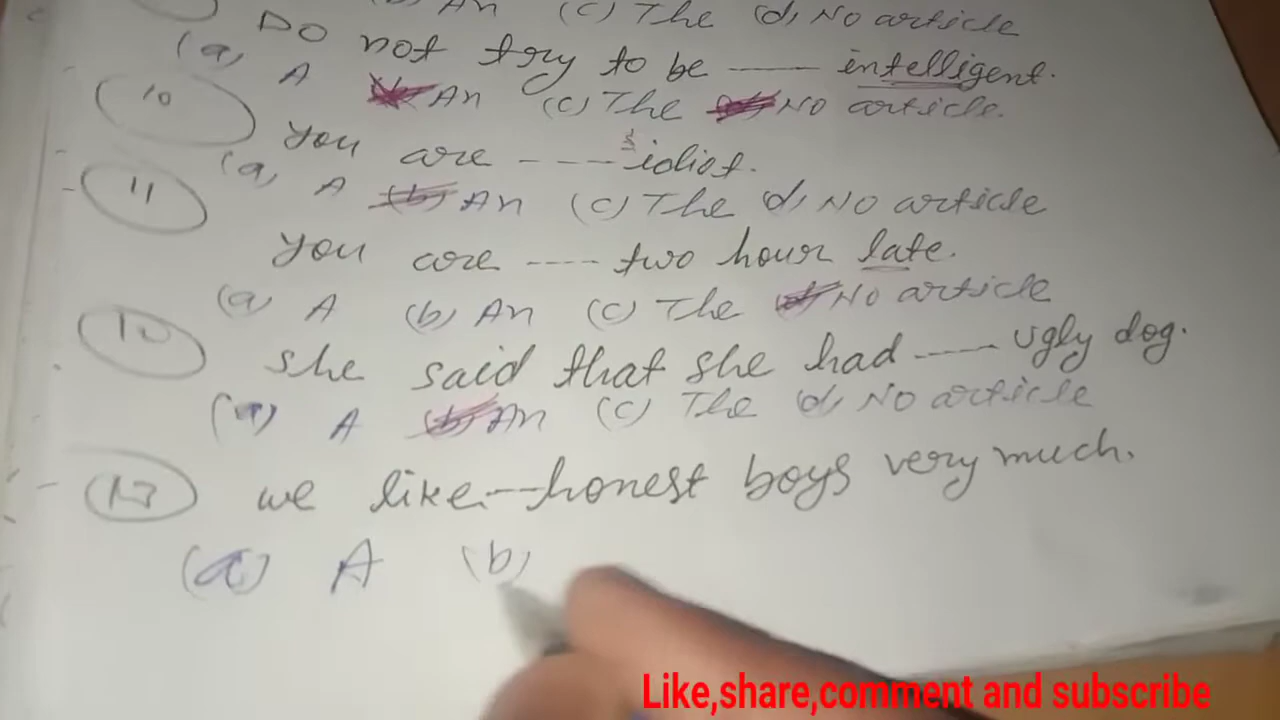 (b) An (c) The (d) No article
Do not try to be ---- intelligent.
(a) A An (c) The No article.
10 You are ---- idiot.
(a) A (b) An (c) The (d) No article
11 You are ---- two hour late.
(a) A (b) An (c) The No article
12 She said that she had ---- ugly dog.
(a) A (b) An (c) The (d) No article
13 we like ---- honest boys very much.
(a) A (b)
Like,share,comment and subscribe